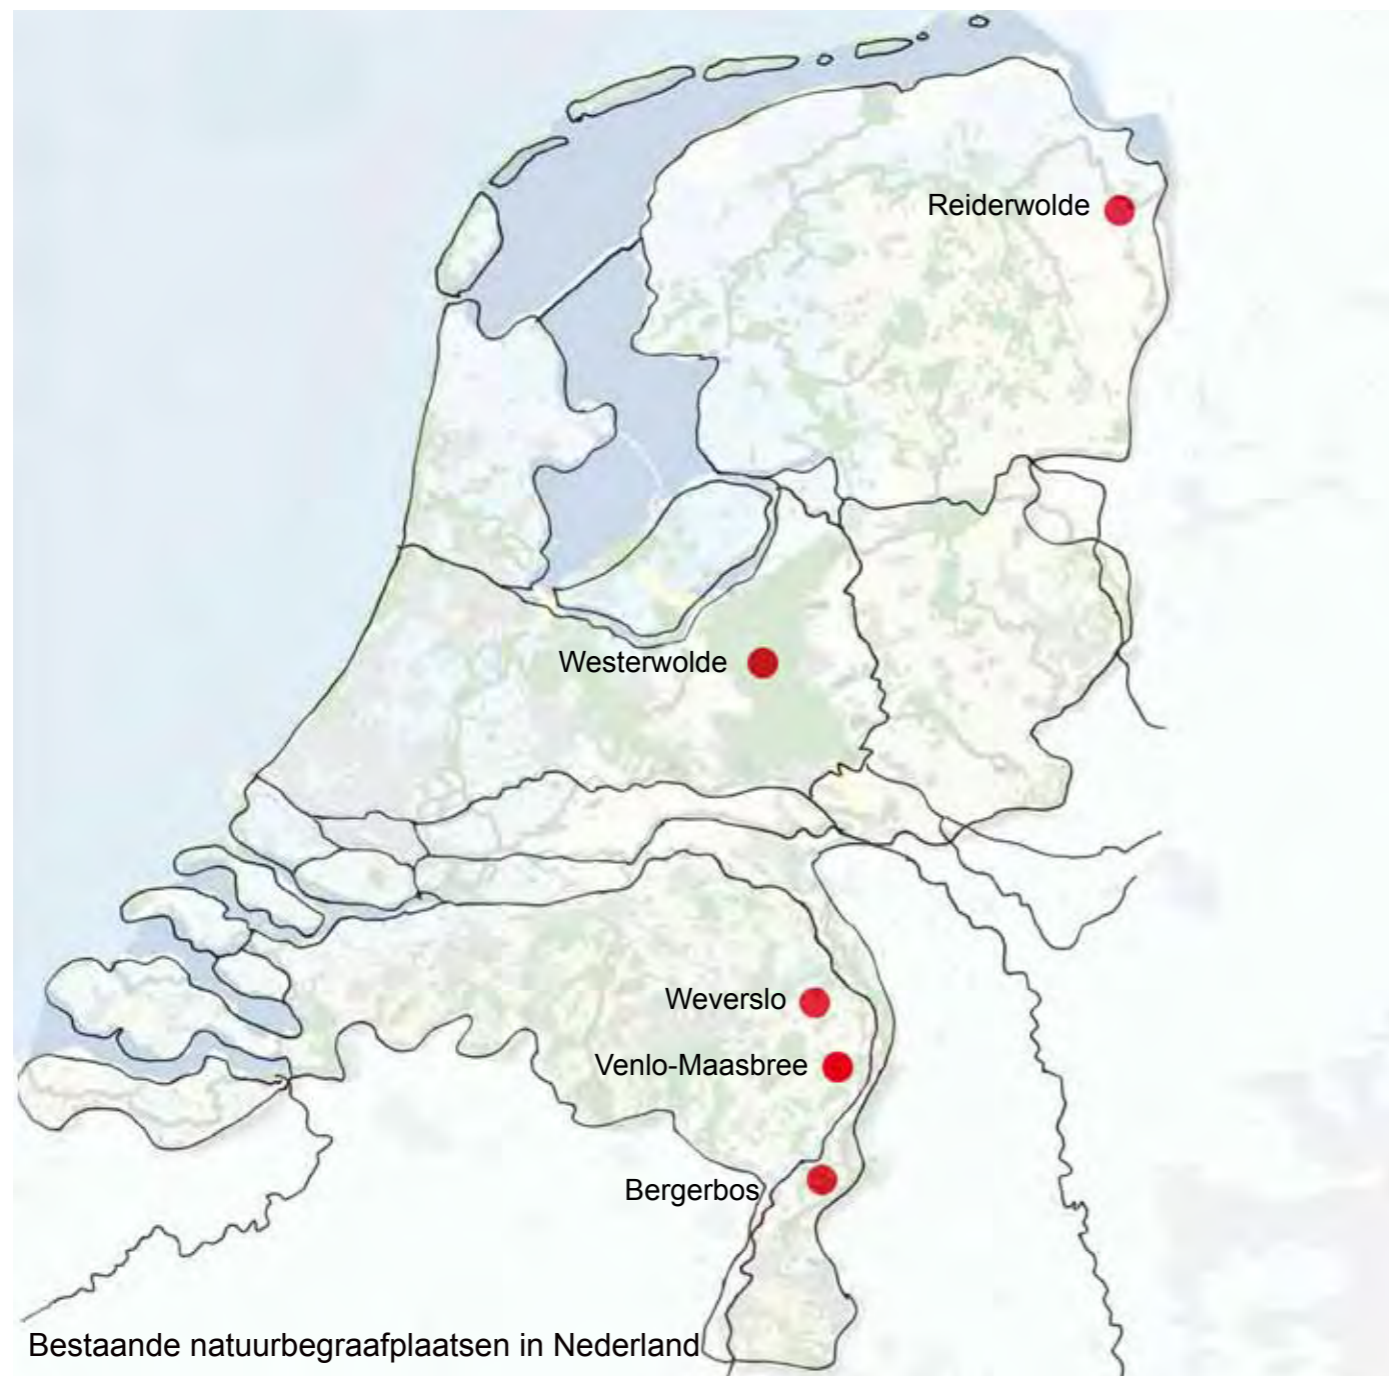 Reiderwolde
Westerwolde
Weverslo
Venlo-Maasbree
Bergerbos
Bestaande natuurbegraafplaatsen in Nederland